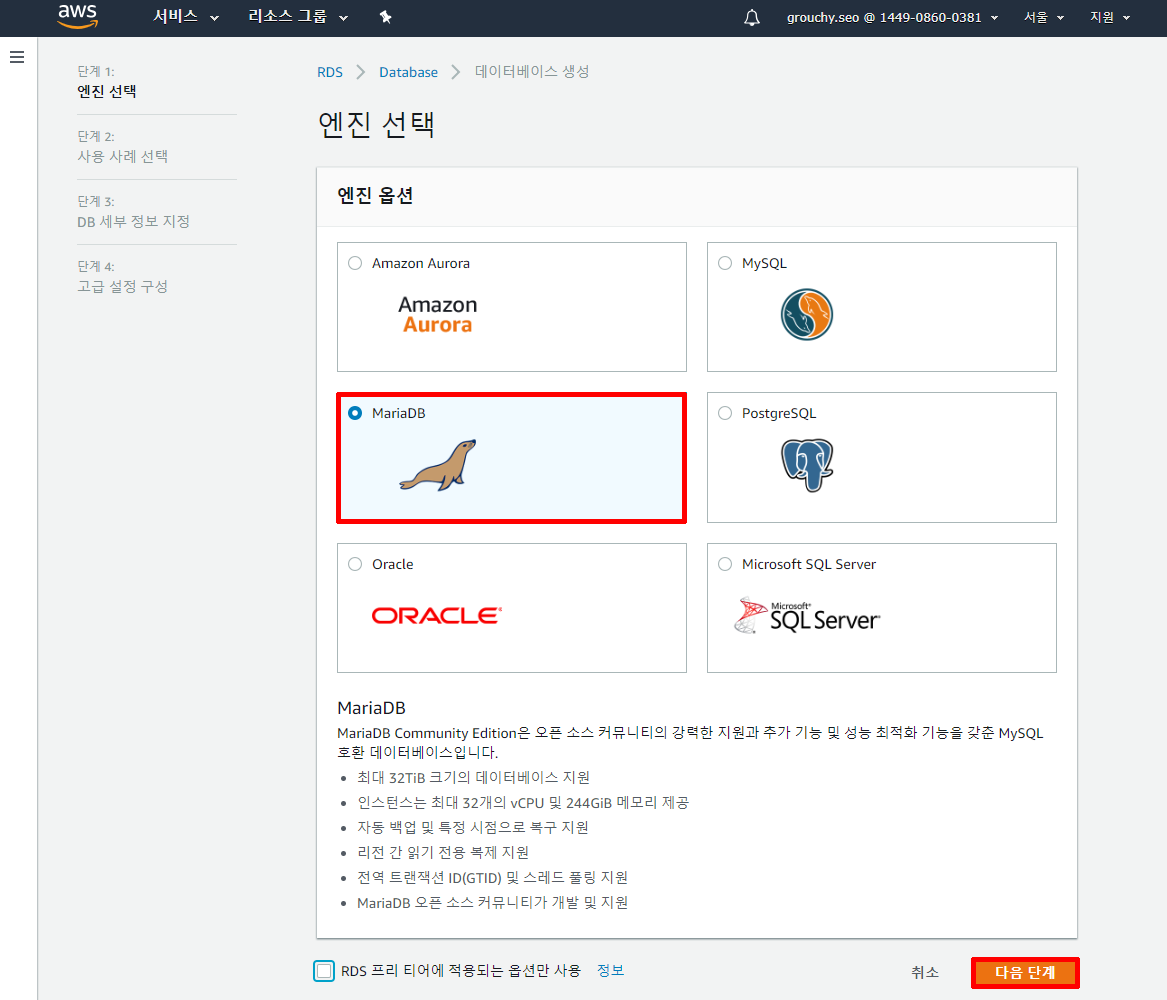 aws 서비스 리소스 그룹 grouchy.seo @ 1449-0860-0381 서울 지원
단계 1:
엔진 선택
단계 2:
사용 사례 선택
단계 3:
DB 세부 정보 지정
단계 4:
고급 설정 구성
RDS Database 데이터베이스 생성
엔진 선택
엔진 옵션
Amazon Aurora
Amazon
Aurora
MySQL
MariaDB
PostgreSQL
Oracle
ORACLE
Microsoft SQL Server
Microsoft®
SQL Server
MariaDB
MariaDB Community Edition은 오픈 소스 커뮤니티의 강력한 지원과 추가 기능 및 성능 최적화 기능을 갖춘 MySQL
호환 데이터베이스입니다.
최대 32TiB 크기의 데이터베이스 지원
인스턴스는 최대 32개의 vCPU 및 244GiB 메모리 제공
자동 백업 및 특정 시점으로 복구 지원
리전 간 읽기 전용 복제 지원
전역 트랜잭션 ID(GTID) 및 스레드 풀링 지원
MariaDB 오픈 소스 커뮤니티가 개발 및 지원
RDS 프리 티어에 적용되는 옵션만 사용 정보
취소 다음 단계